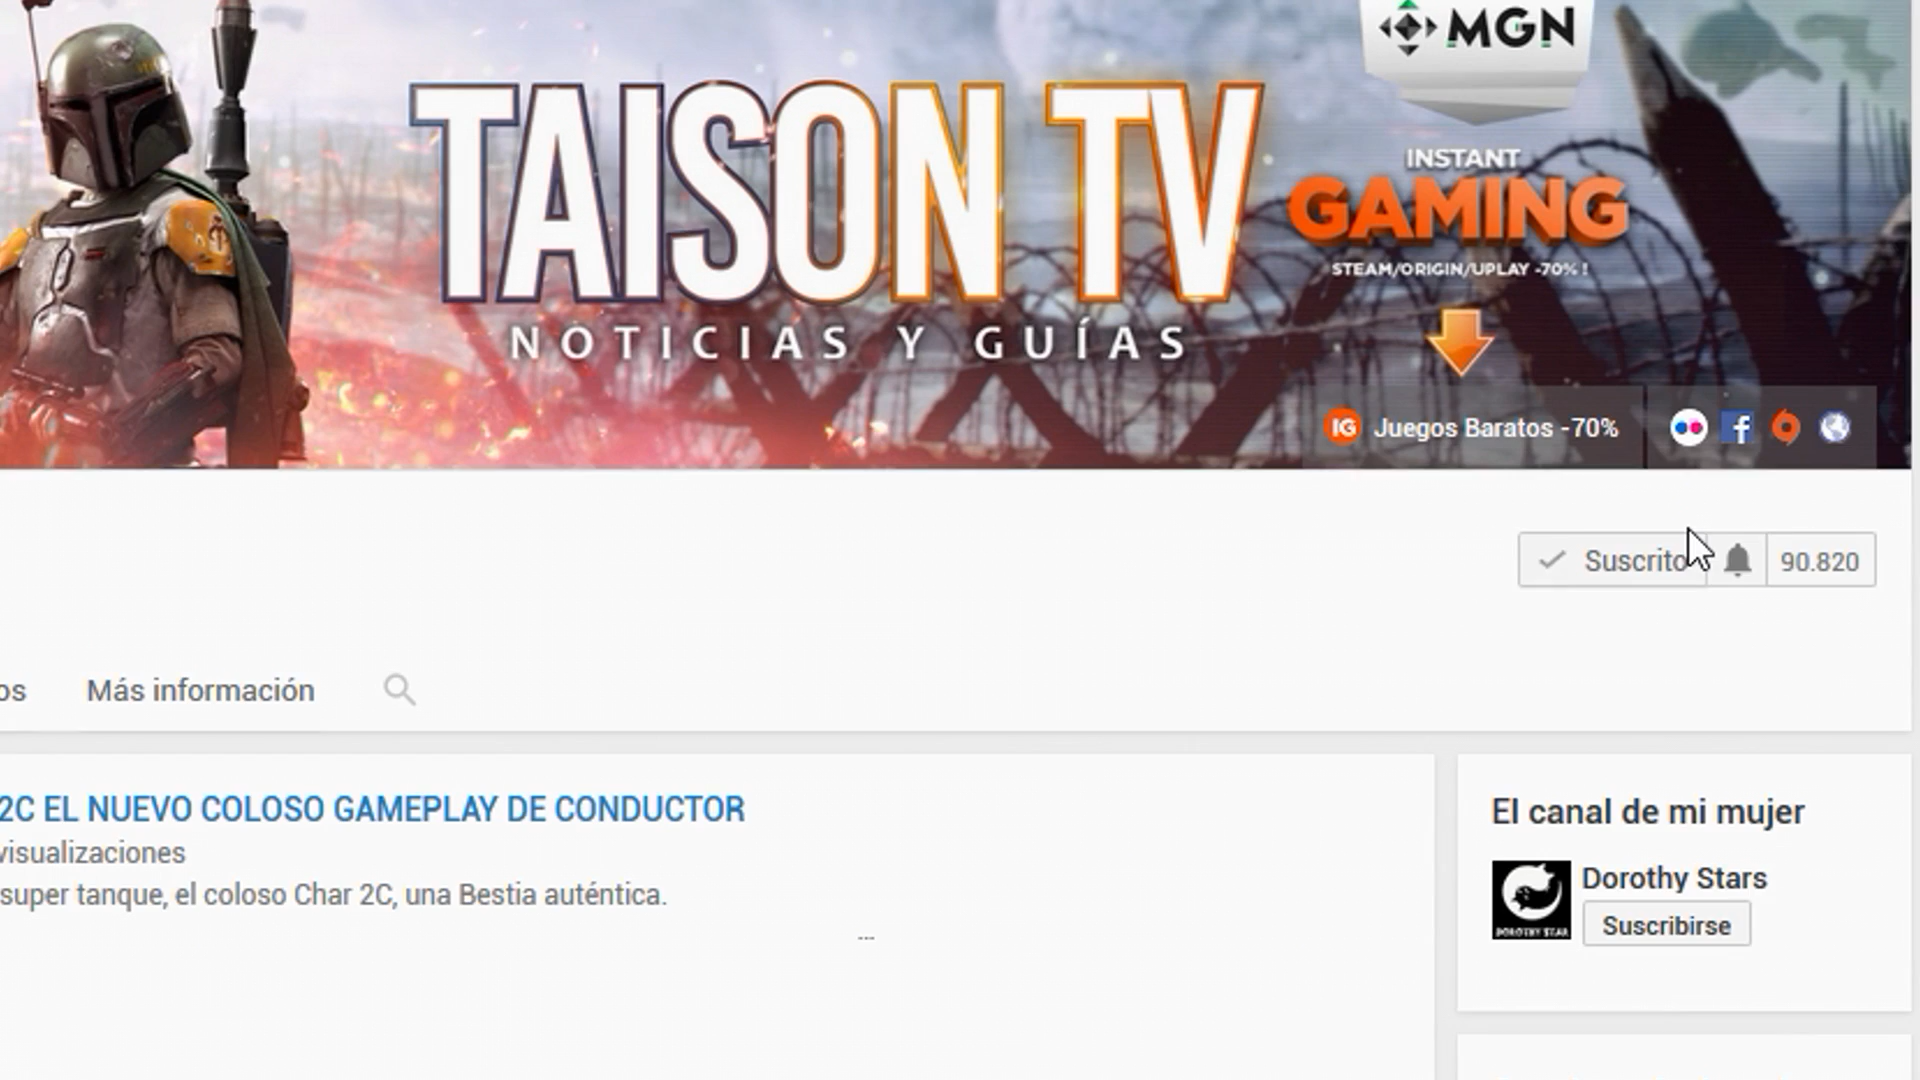 MGN
TAISON TV
NOTICIAS Y GUÍAS
INSTANT
GAMING
STEAM/ORIGIN/UPLAY -70% !
IG Juegos Baratos -70%
Suscrito
90.820
os
Más información
2C EL NUEVO COLOSO GAMEPLAY DE CONDUCTOR
visualizaciones
super tanque, el coloso Char 2C, una Bestia auténtica.
...
El canal de mi mujer
Dorothy Stars
DOROTHY STAR
Suscribirse